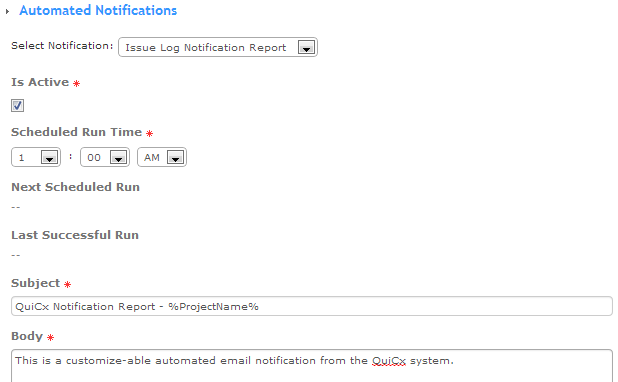 Automated Notifications
Select Notification: Issue Log Notification Report
Is Active *
Scheduled Run Time *
1 : 00 AM
Next Scheduled Run
--
Last Successful Run
--
Subject *
QuiCx Notification Report - %ProjectName%
Body *
This is a customize-able automated email notification from the QuiCx system.